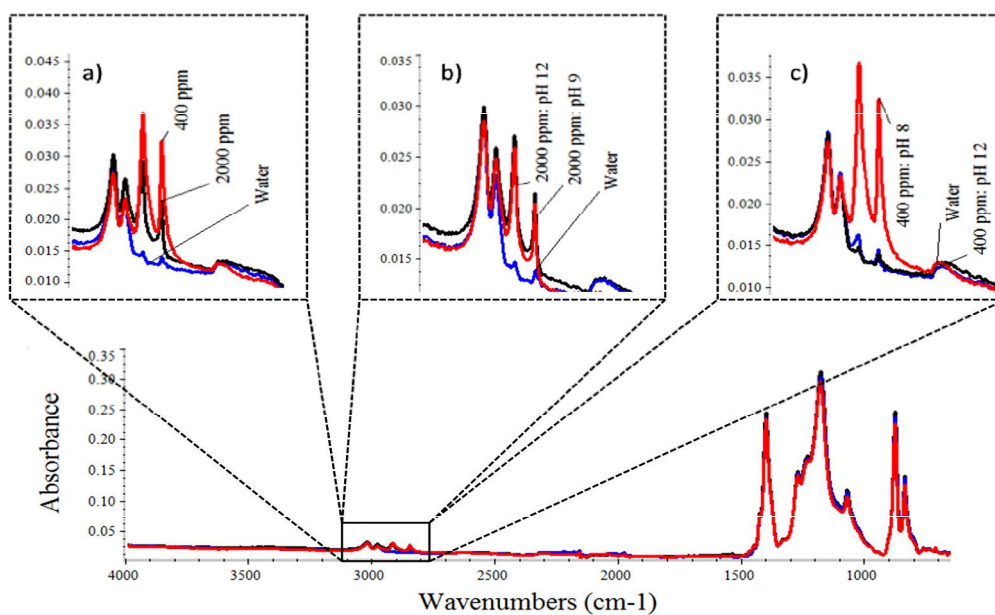 a)
0.045
0.040
0.035
0.030
0.025
0.020
0.015
0.010
400 ppm
2000 ppm
Water
b)
0.035
0.030
0.025
0.020
0.015
2000 ppm: pH 12
2000 ppm: pH 9
Water
c)
0.035
0.030
0.025
0.020
0.015
0.010
400 ppm: pH 8
Water
400 ppm: pH 12
Absorbance
0.35
0.30
0.25
0.20
0.15
0.10
0.05
4000
3500
3000
2500
2000
1500
1000
Wavenumbers (cm-1)